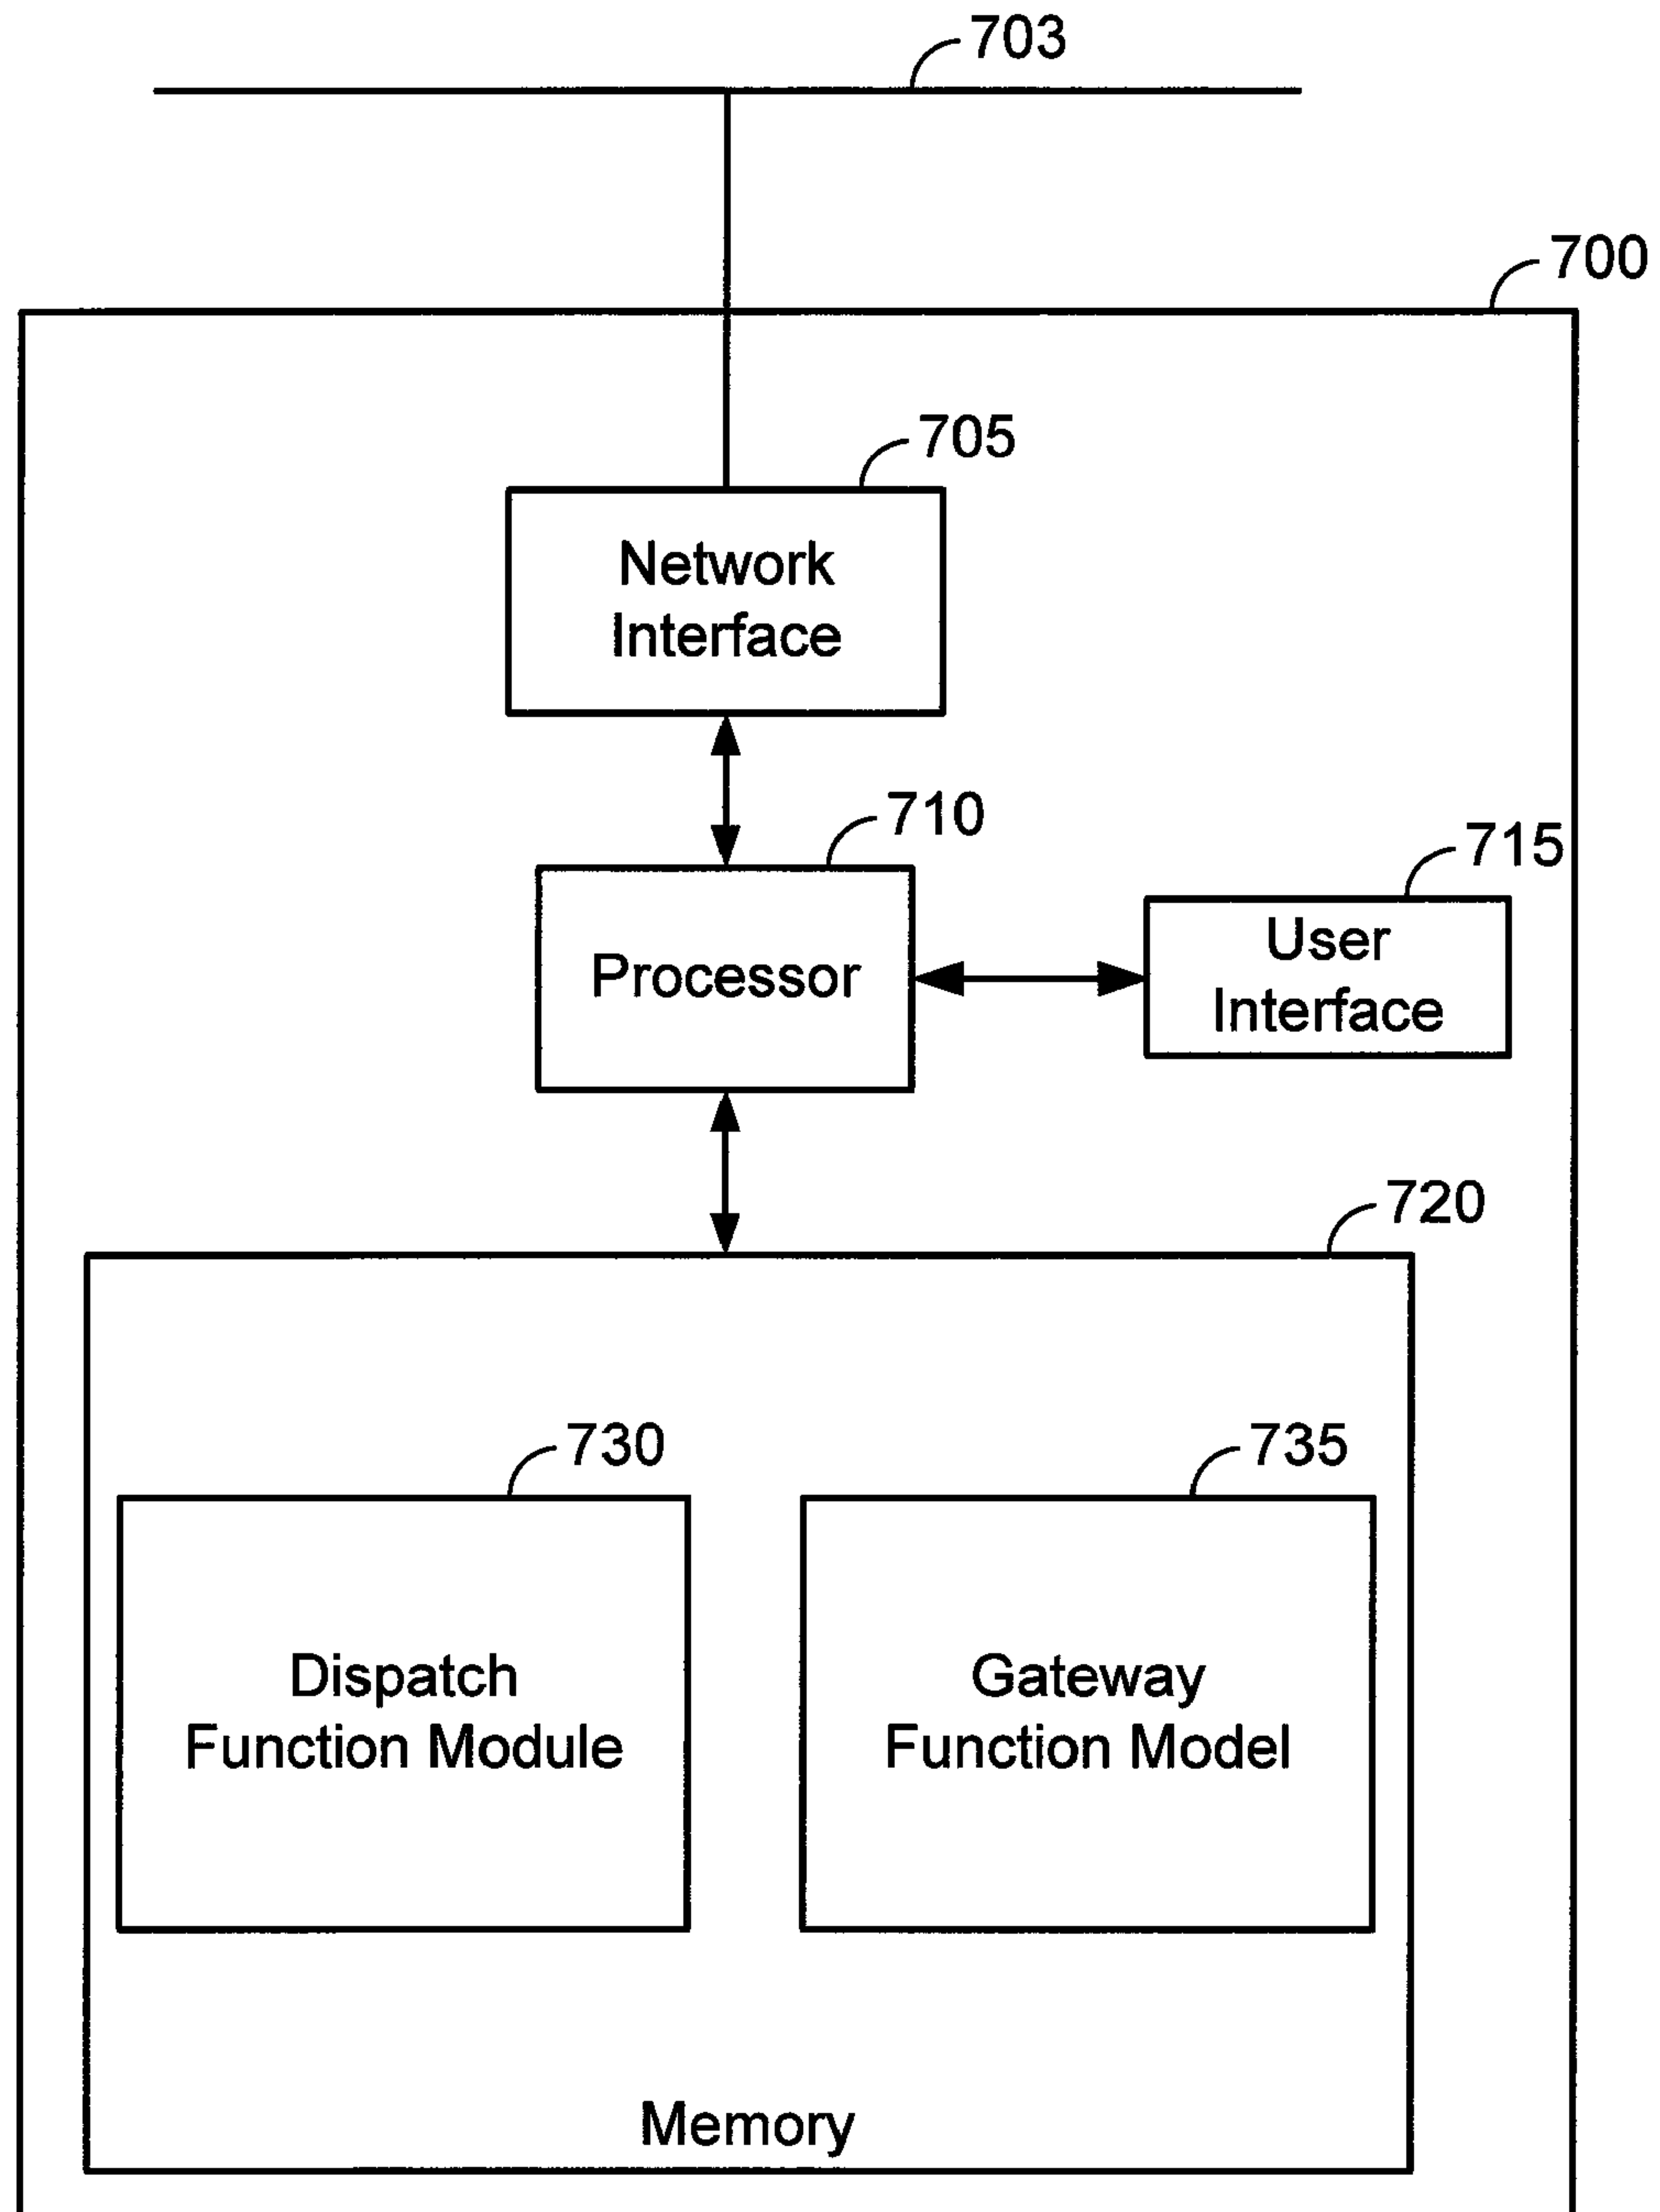 703
700
705
Network
Interface
710
715
Processor
User
Interface
720
730
735
Dispatch
Function Module
Gateway
Function Model
Memory